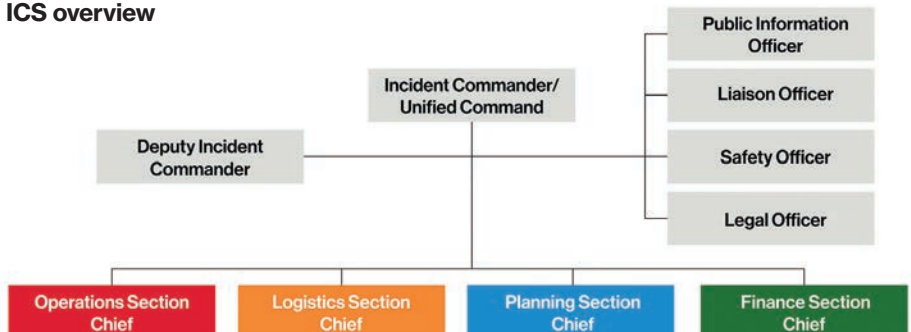 ICS overview
Public Information
Officer
Incident Commander/
Unified Command
Liaison Officer
Deputy Incident
Commander
Safety Officer
Legal Officer
Operations Section
Chief
Logistics Section
Chief
Planning Section
Chief
Finance Section
Chief